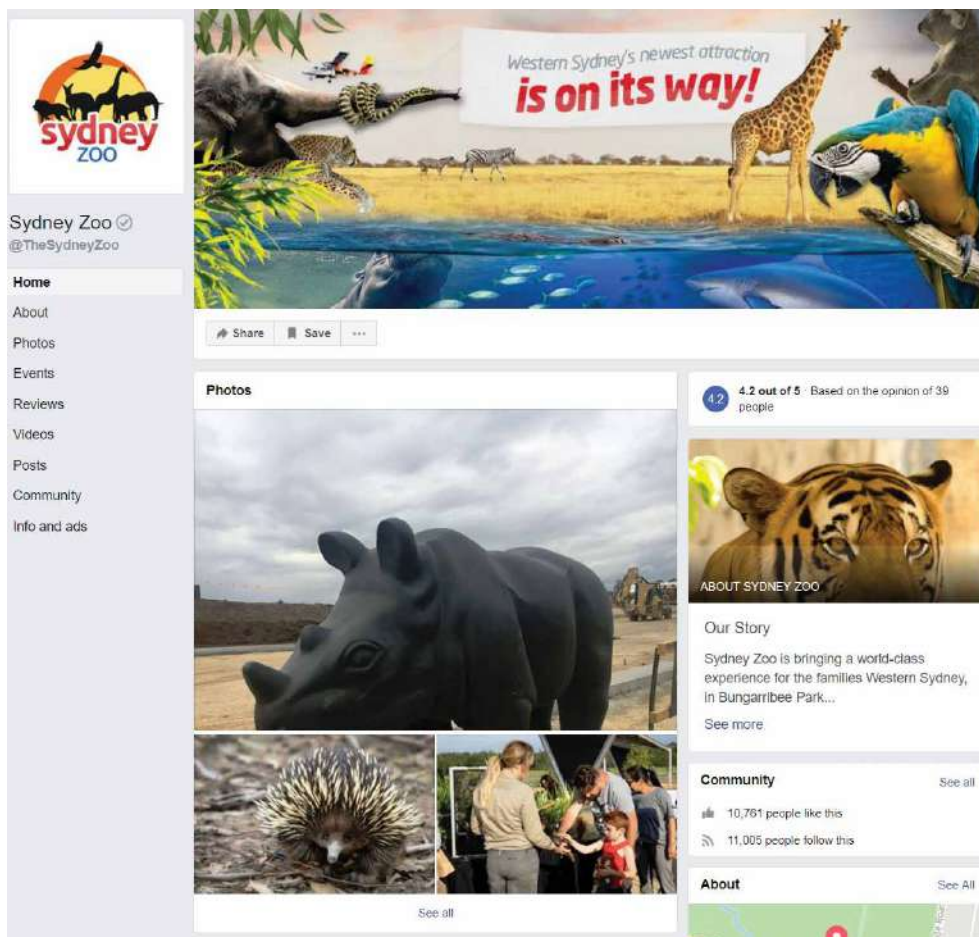 sydney
ZOO
Western Sydney's newest attraction
is on its way!
Sydney Zoo
@TheSydneyZoo
Home
About
Photos
Events
Reviews
Videos
Posts
Community
Info and ads
Share
Save
Photos
See all
4.2
4.2 out of 5 · Based on the opinion of 39
people
ABOUT SYDNEY ZOO
Our Story
Sydney Zoo is bringing a world-class
experience for the families Western Sydney,
in Bungarribee Park...
See more
Community
See all
10,761 people like this
11,005 people follow this
About
See All